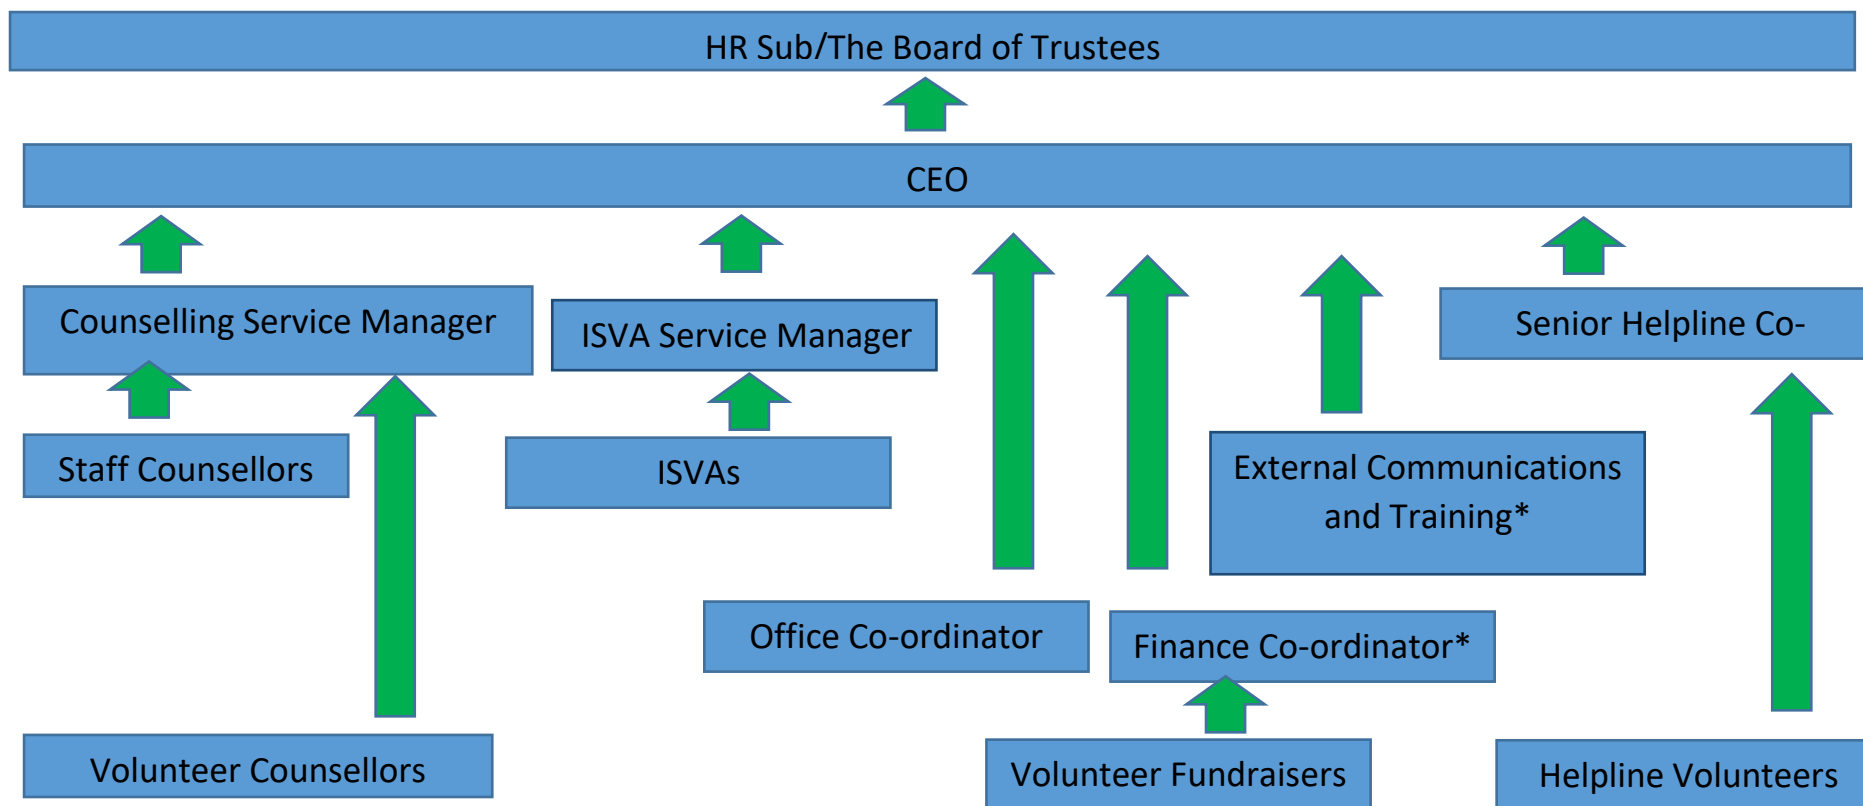 HR Sub/The Board of Trustees
CEO
Counselling Service Manager
ISVA Service Manager
Senior Helpline Co-
Staff Counsellors
ISVAs
External Communications
and Training*
Office Co-ordinator
Finance Co-ordinator*
Volunteer Counsellors
Volunteer Fundraisers
Helpline Volunteers